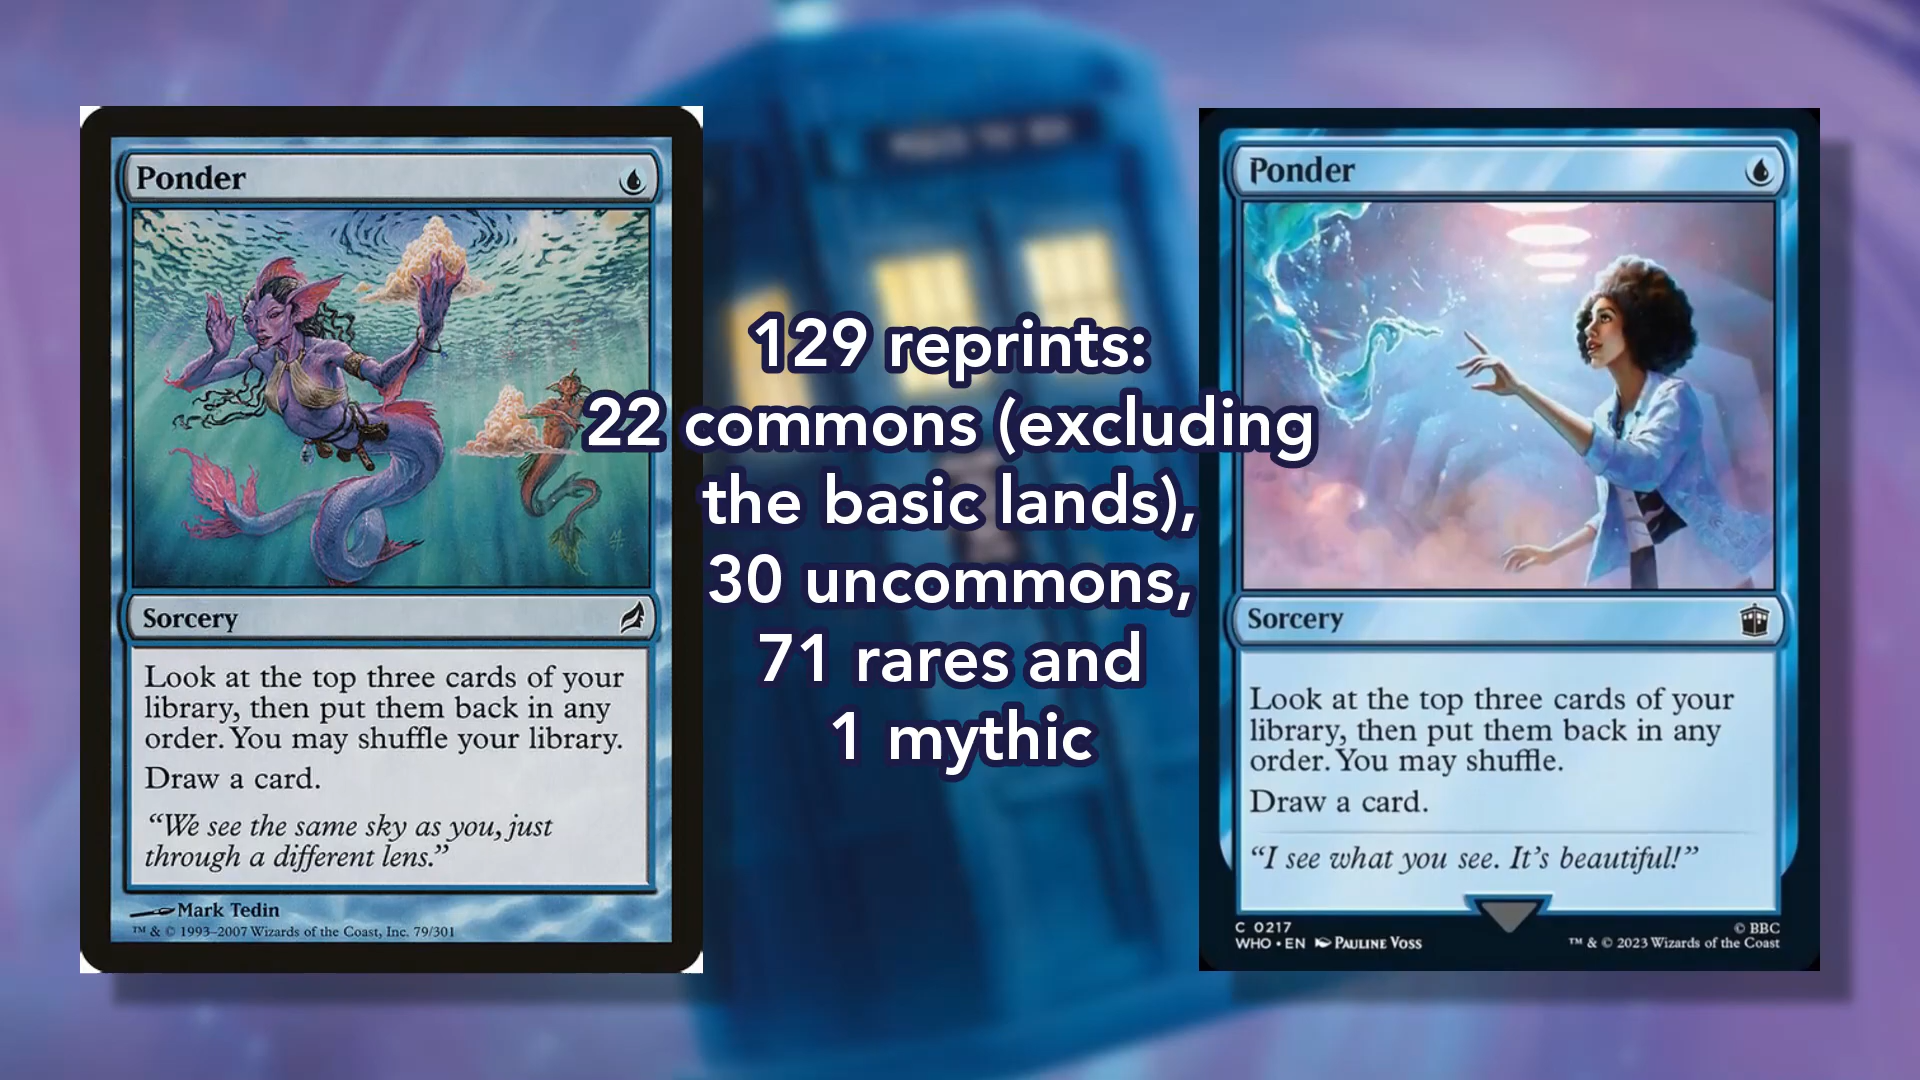 Ponder
Sorcery
Look at the top three cards of your
library, then put them back in any
order. You may shuffle your library.
Draw a card.
“We see the same sky as you, just
through a different lens.”
Mark Tedin
™ & © 1993–2007 Wizards of the Coast, Inc. 79/301
129 reprints:
22 commons (excluding
the basic lands),
30 uncommons,
71 rares and
1 mythic
Ponder
Sorcery
Look at the top three cards of your
library, then put them back in any
order. You may shuffle.
Draw a card.
“I see what you see. It’s beautiful!”
C 0217
WHO • EN Pauline Voss
© BBC
™ & © 2023 Wizards of the Coast